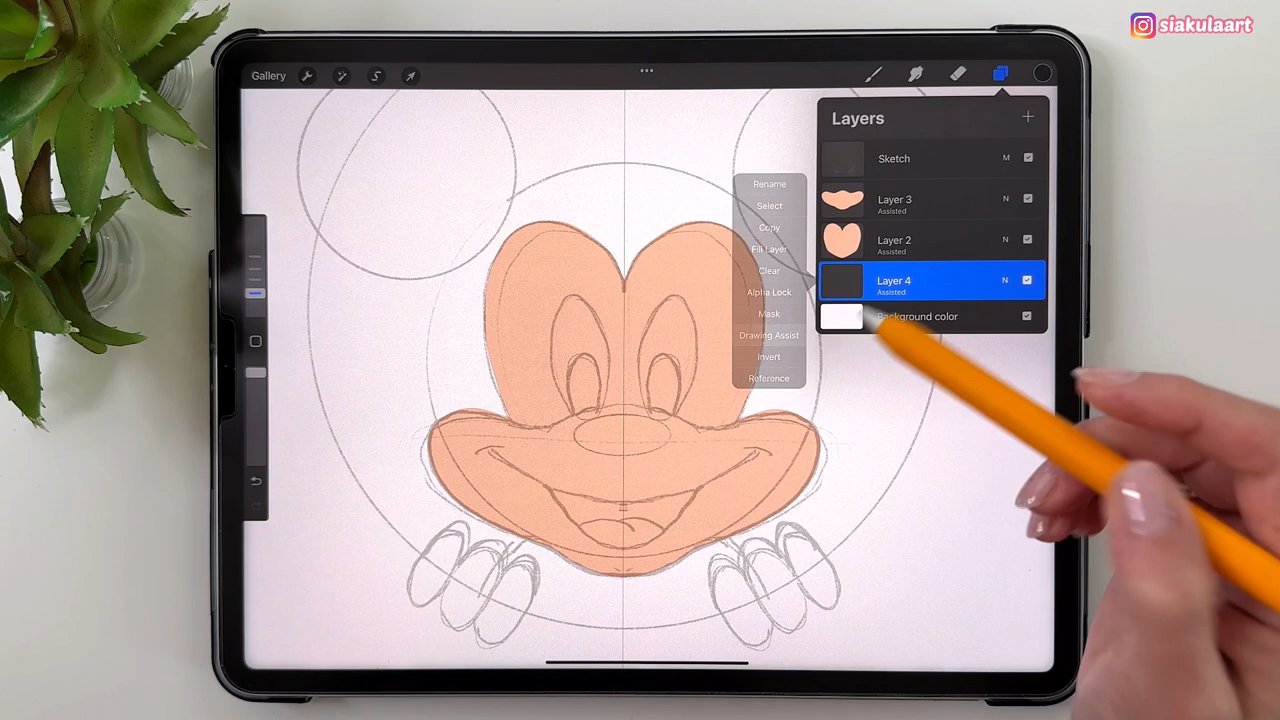 siakulaart
Gallery
Layers
Sketch
M
Layer 3
N
Assisted
Layer 2
N
Assisted
Layer 4
N
Assisted
Background color
Rename
Select
Copy
Fill Layer
Clear
Alpha Lock
Mask
Drawing Assist
Invert
Reference